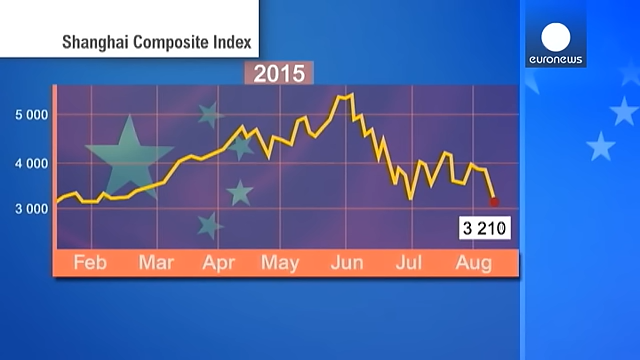 Shanghai Composite Index
euronews
2015
5 000
4 000
3 000
3 210
Feb Mar Apr May Jun Jul Aug